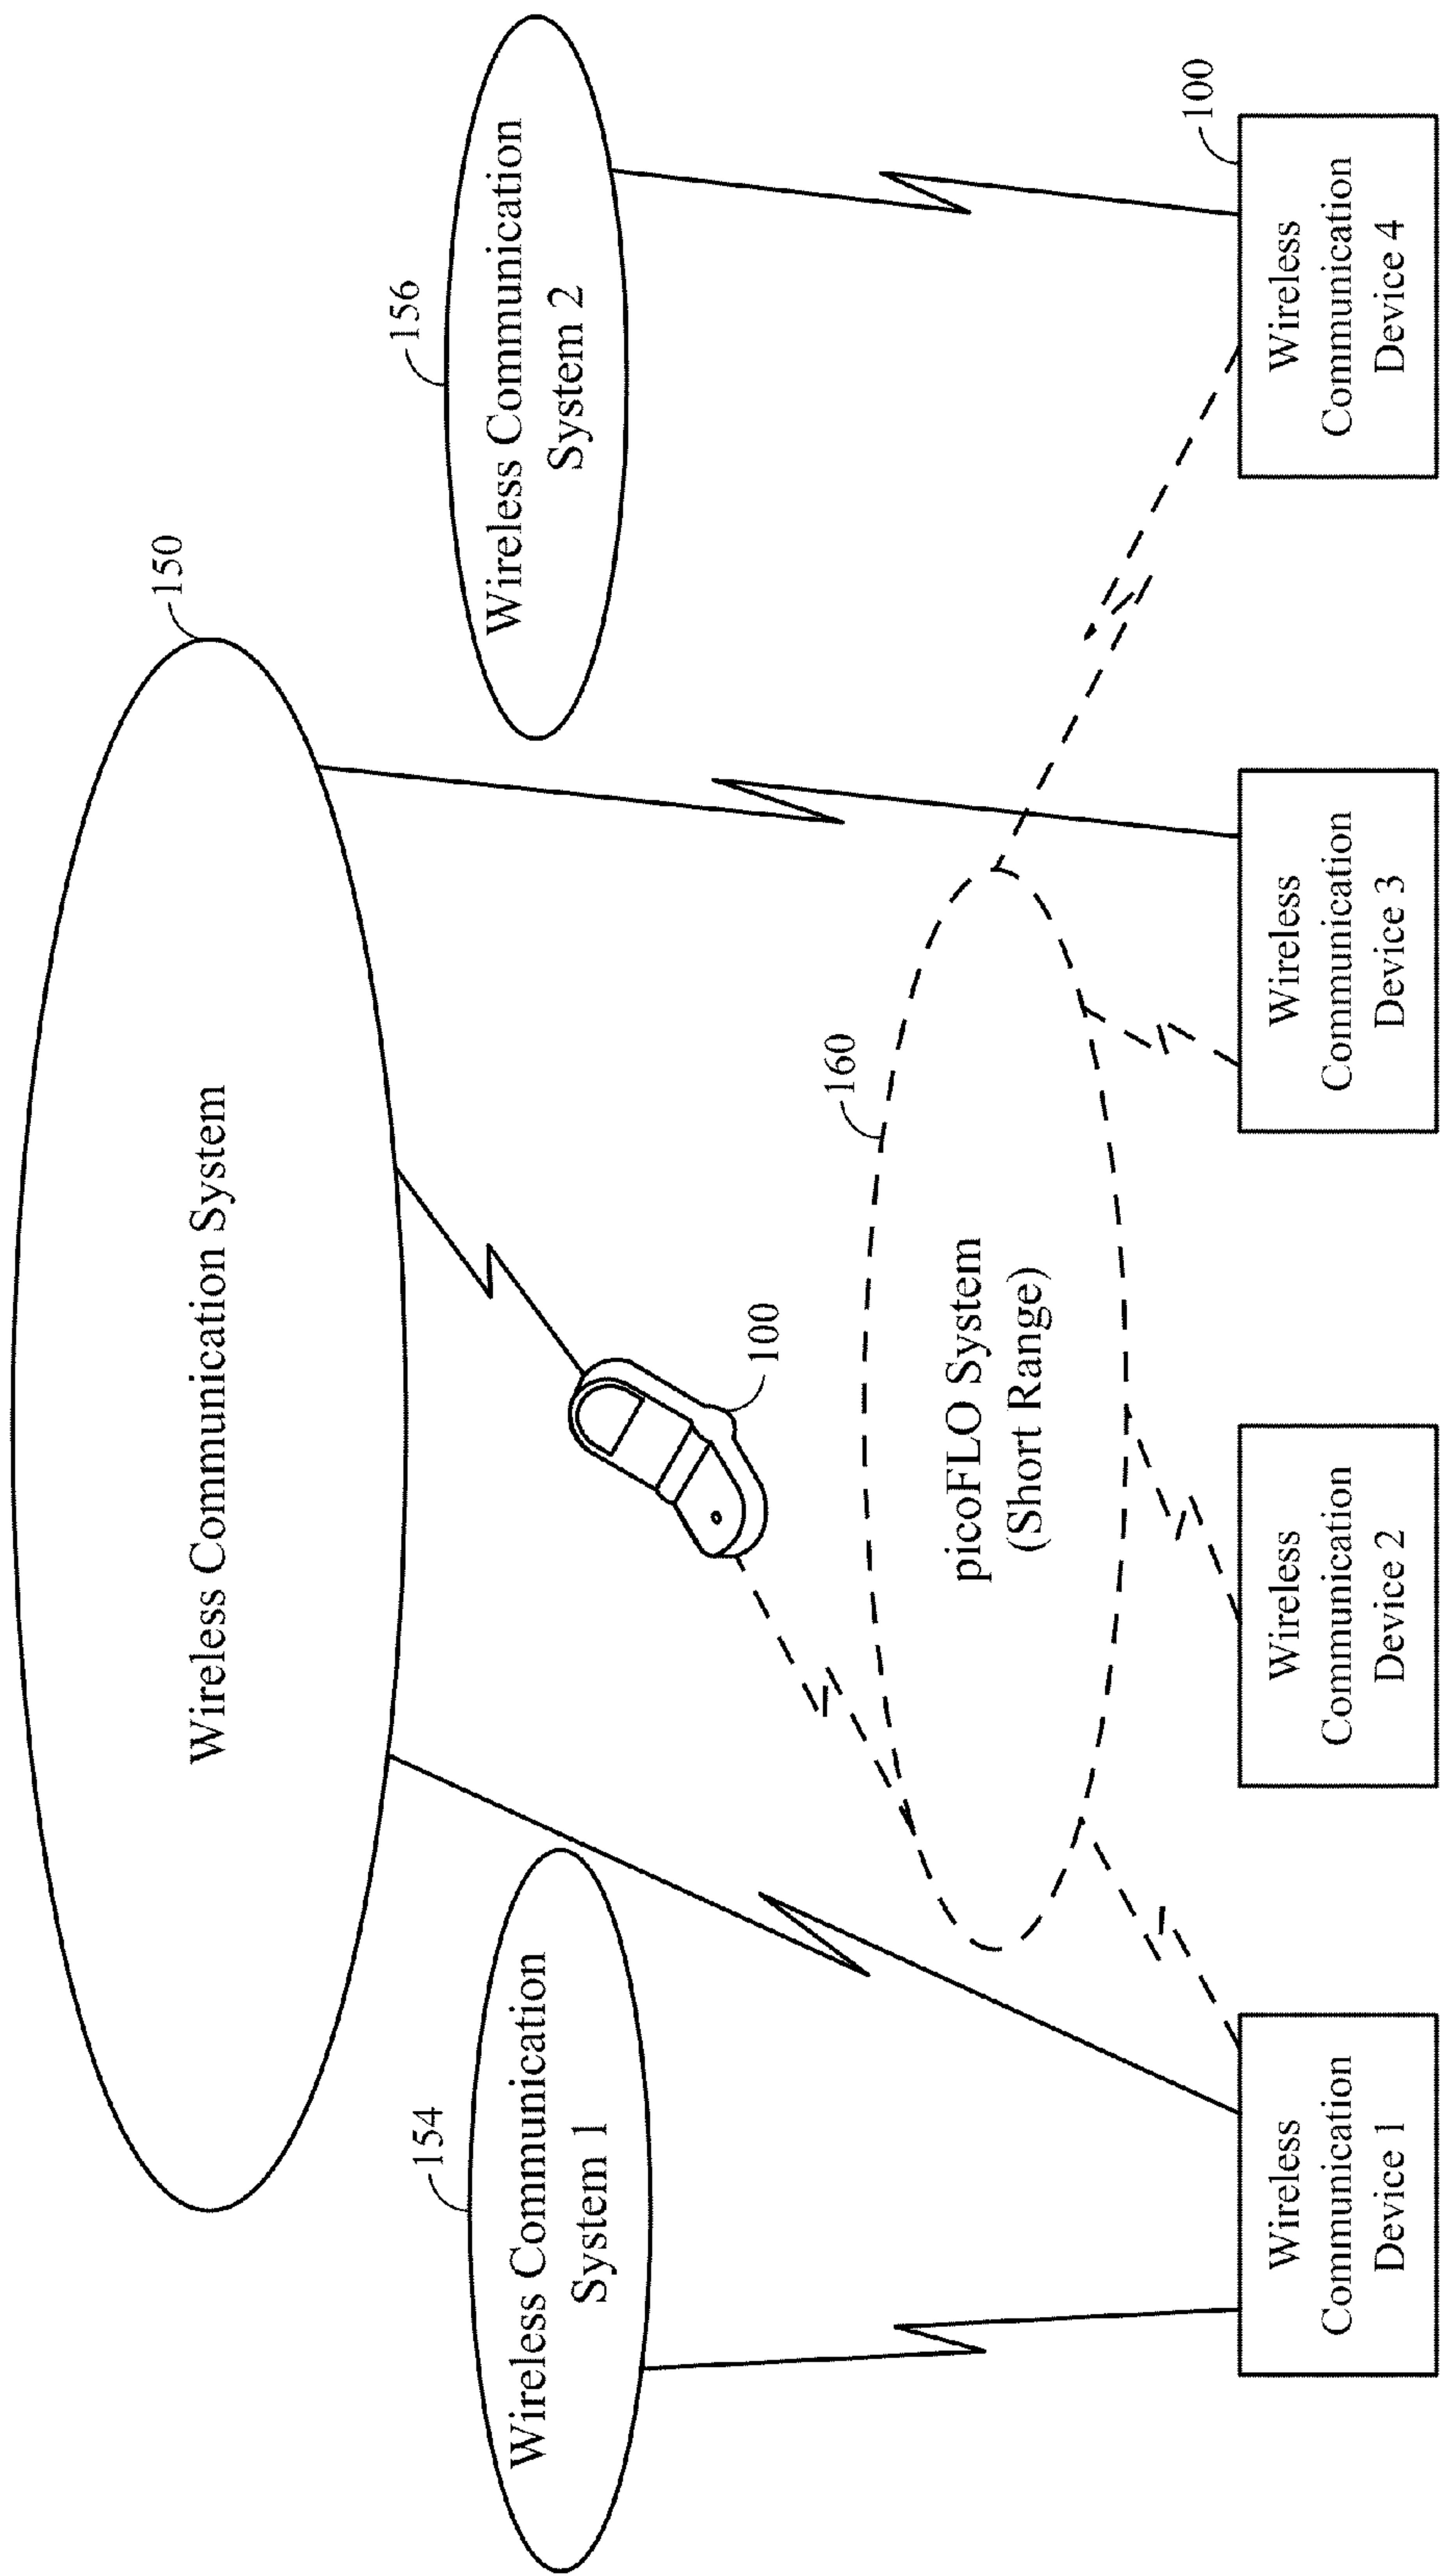 150
Wireless Communication System
154
Wireless Communication
System 1
156
Wireless Communication
System 2
100
160
picoFLO System
(Short Range)
Wireless
Communication
Device 1
Wireless
Communication
Device 2
Wireless
Communication
Device 3
100
Wireless
Communication
Device 4